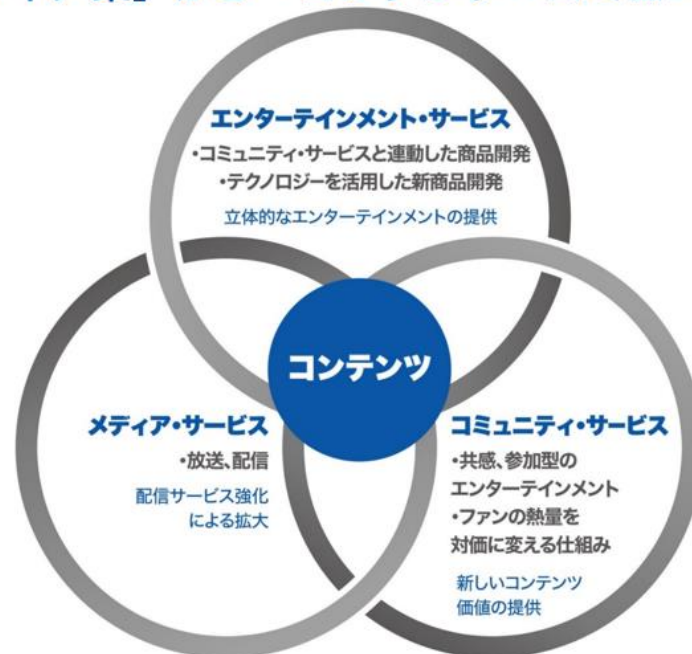 エンターテインメント・サービス
・コミュニティ・サービスと連動した商品開発
・テクノロジーを活用した新商品開発
立体的なエンターテインメントの提供
コンテンツ
メディア・サービス
・放送、配信
配信サービス強化
による拡大
コミュニティ・サービス
・共感、参加型の
エンターテインメント
・ファンの熱量を
対価に変える仕組み
新しいコンテンツ
価値の提供